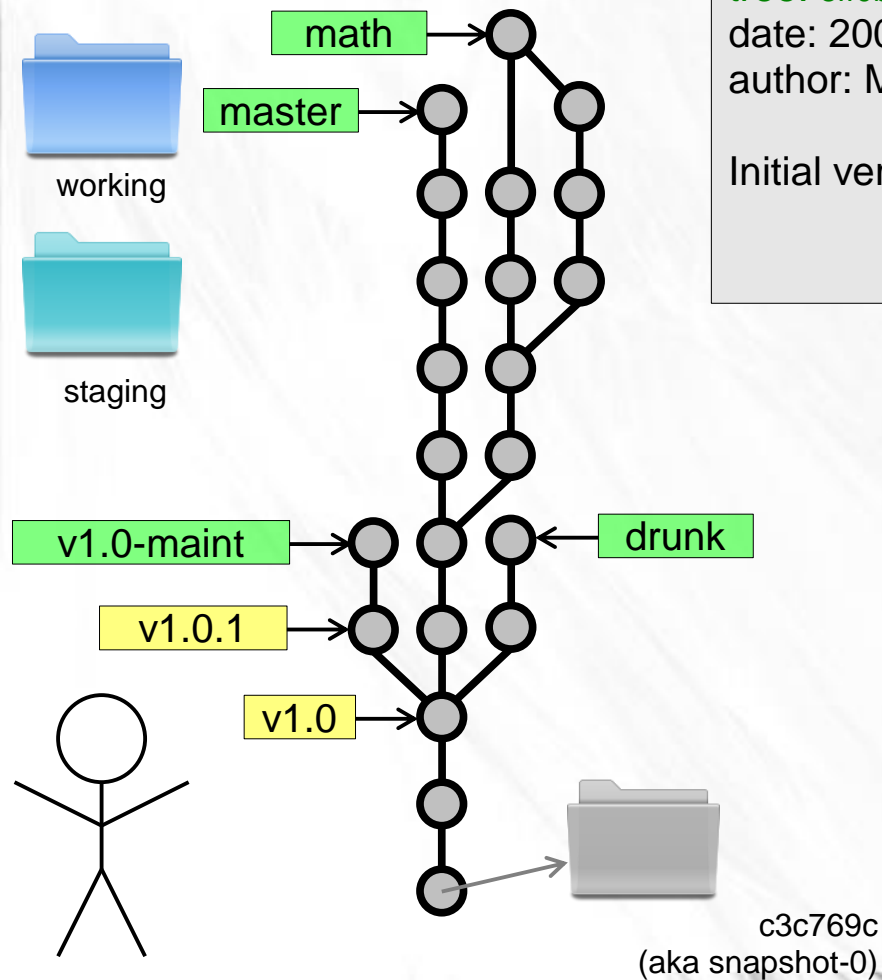 math
date: 200
author: M
master
Initial ver
working
staging
v1.0-maint
drunk
v1.0.1
v1.0
c3c769c
(aka snapshot-0)